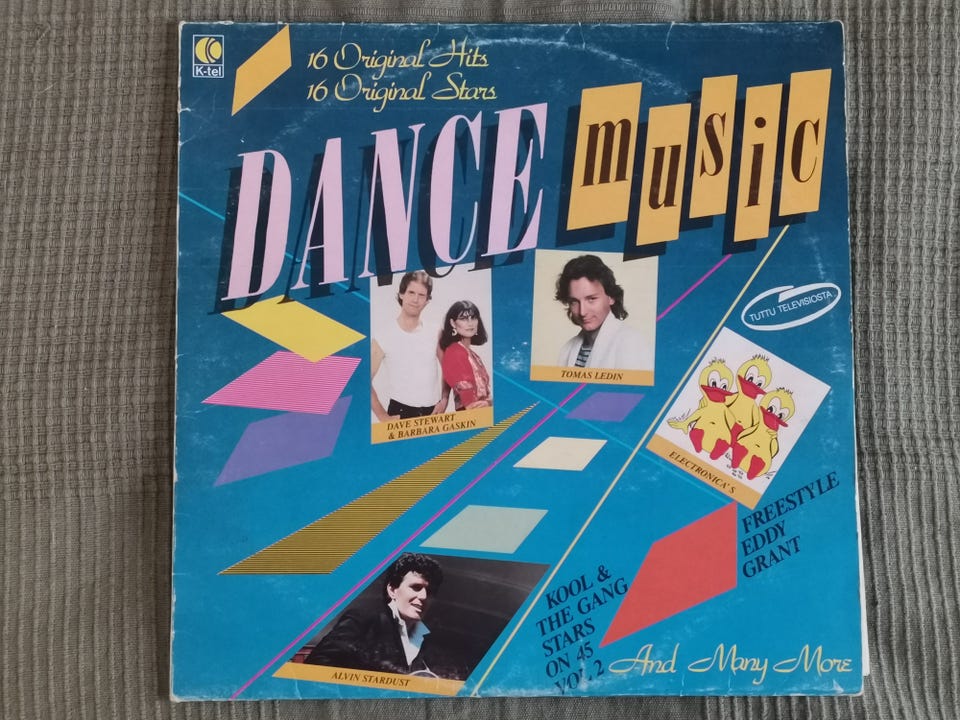 K-tel
16 Original Hits
16 Original Stars
DANCE music
TUTTU TELEVISIOSTA
TOMAS LEDIN
DAVE STEWART
& BARBARA GASKIN
ELECTRONICA'S
FREESTYLE
EDDY
GRANT
KOOL &
THE GANG
STARS
ON 45
VOL. 2
ALVIN STARDUST
And Many More